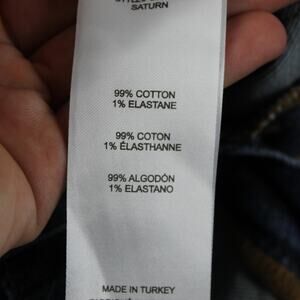 SATURN
99% COTTON
1% ELASTANE
99% COTON
1% ÉLASTHANNE
99% ALGODÓN
1% ELASTANO
MADE IN TURKEY